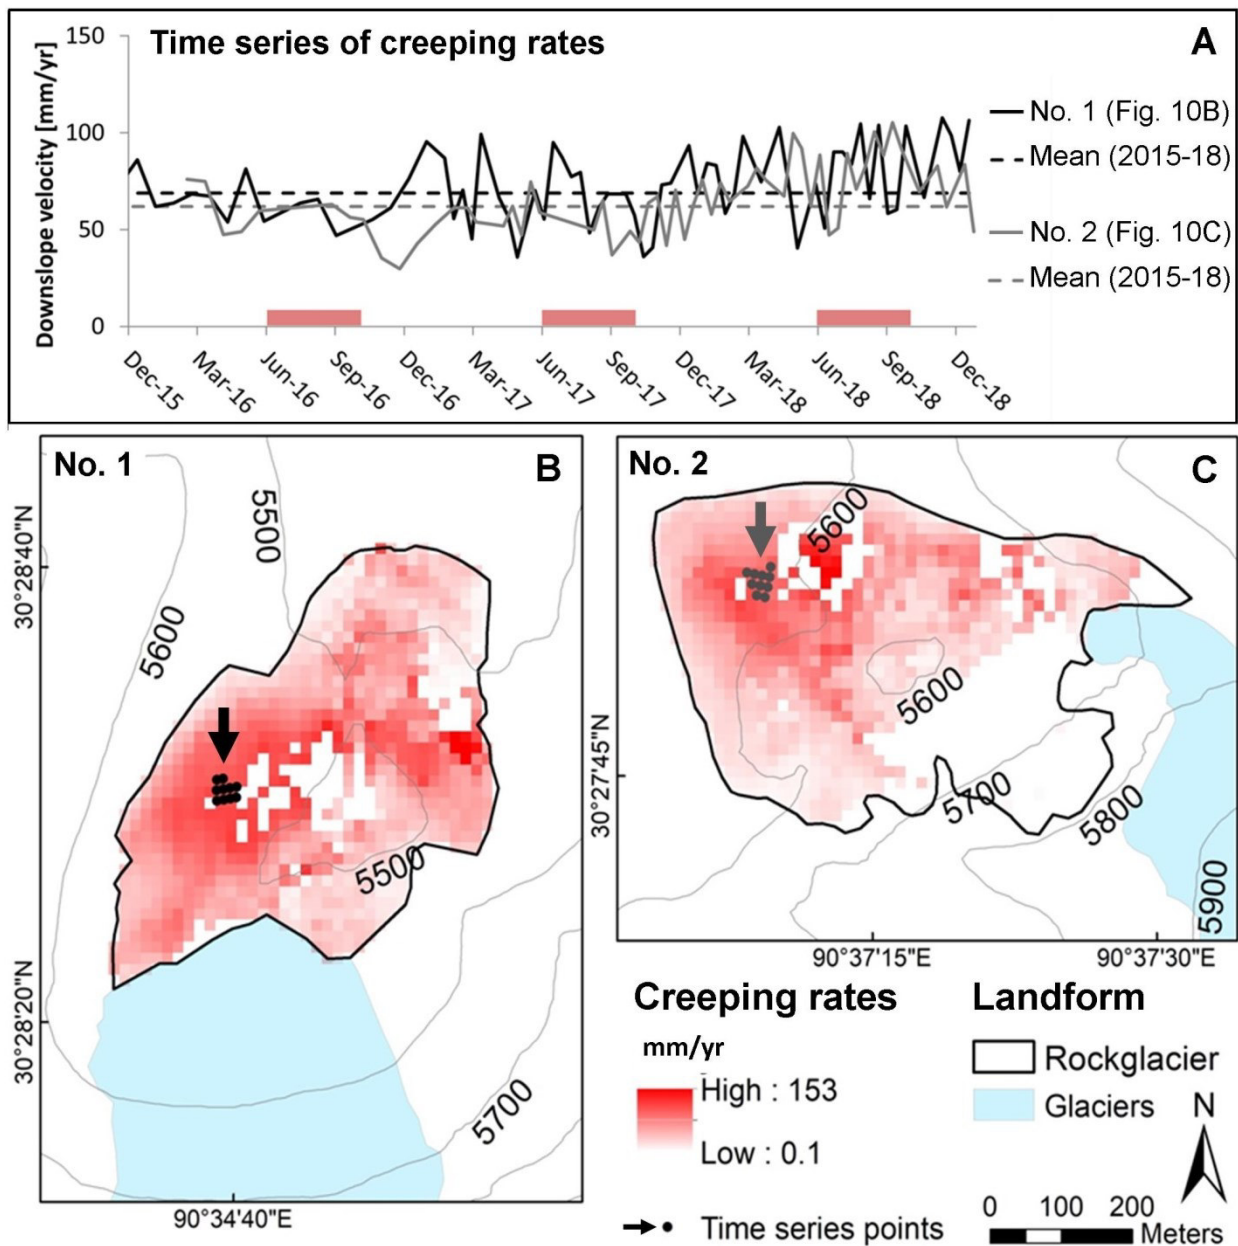 Time series of creeping rates
A
Downslope velocity [mm/yr]
150
100
50
0
Dec-15
Mar-16
Jun-16
Sep-16
Dec-16
Mar-17
Jun-17
Sep-17
Dec-17
Mar-18
Jun-18
Sep-18
Dec-18
No. 1 (Fig. 10B)
Mean (2015-18)
No. 2 (Fig. 10C)
Mean (2015-18)
No. 1
B
5500
5600
5500
5700
30°28'40"N
30°28'20"N
90°34'40"E
No. 2
C
5600
5600
5700
5800
5900
30°27'45"N
90°37'15"E
90°37'30"E
Creeping rates
mm/yr
High : 153
Low : 0.1
Time series points
Landform
Rockglacier
Glaciers
N
0 100 200
Meters